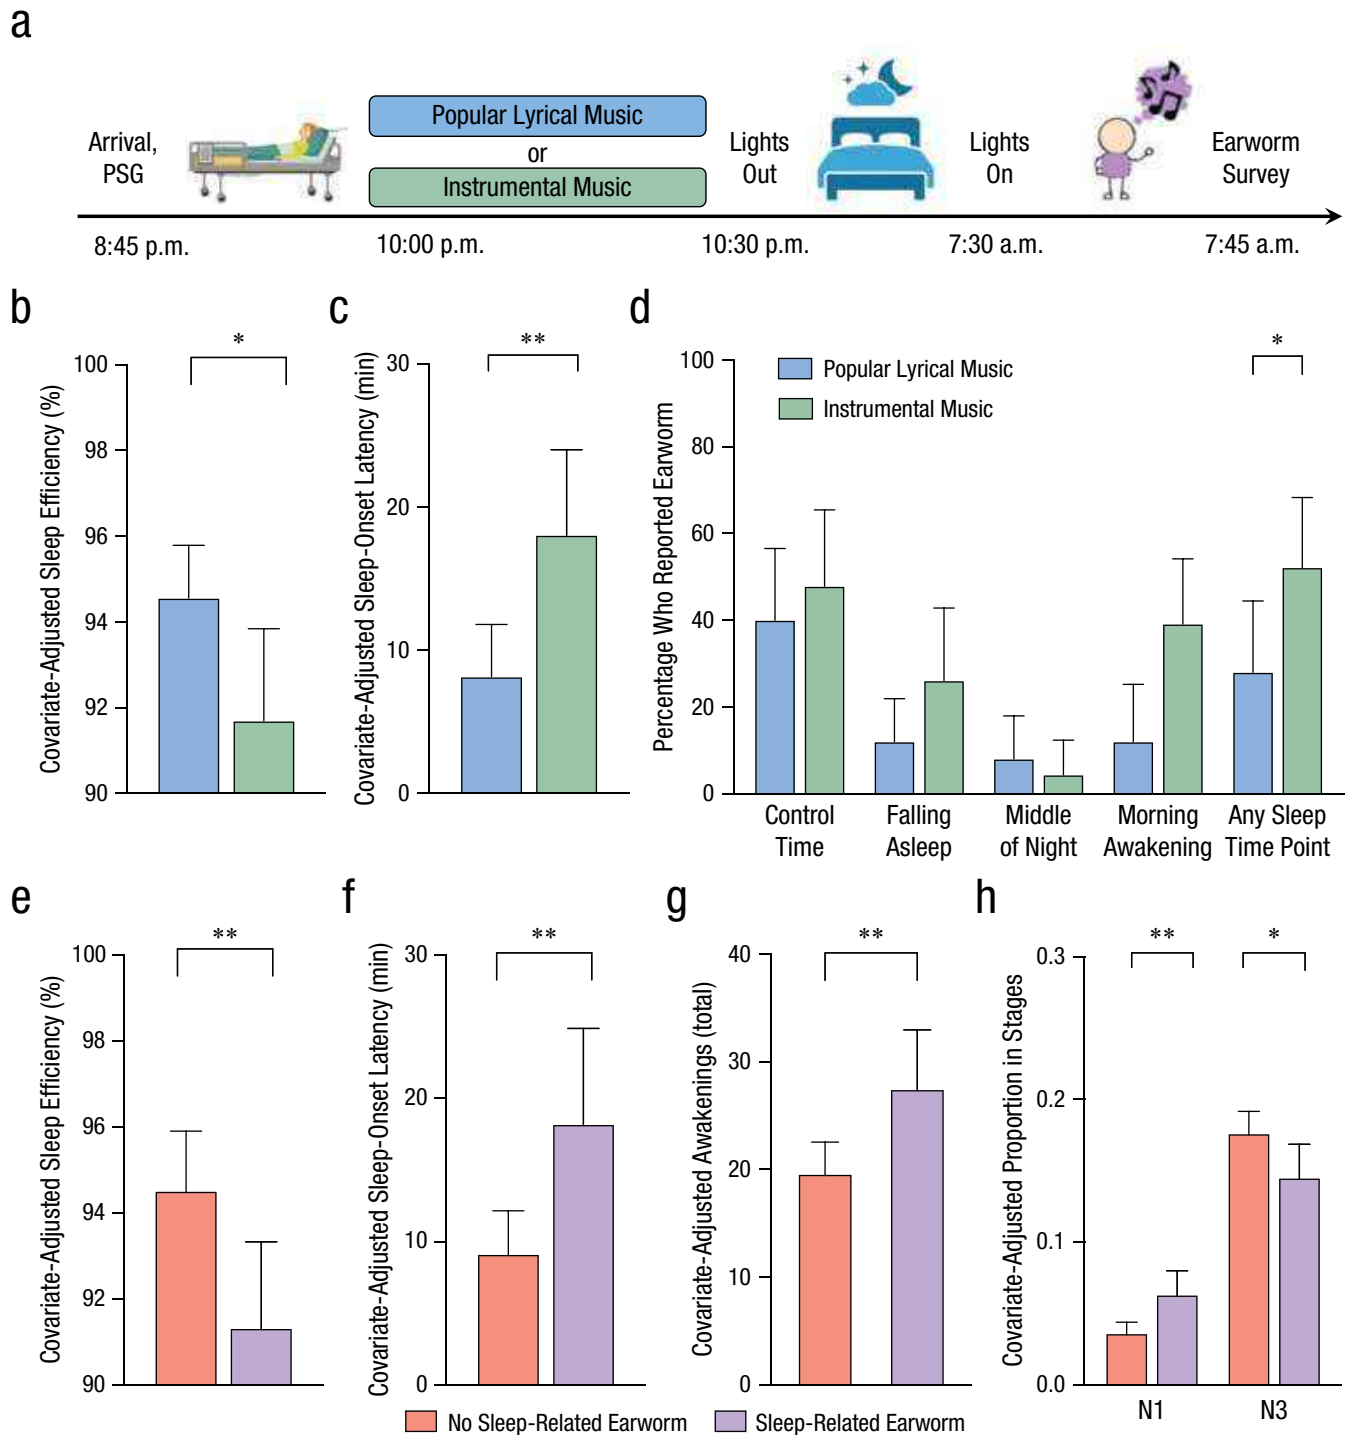 a
Arrival,
PSG
Popular Lyrical Music
or
Instrumental Music
Lights
Out
Lights
On
Earworm
Survey
8:45 p.m.
10:00 p.m.
10:30 p.m.
7:30 a.m.
7:45 a.m.
b
Covariate-Adjusted Sleep Efficiency (%)
100
98
96
94
92
90
*
c
Covariate-Adjusted Sleep-Onset Latency (min)
30
20
10
0
**
d
Percentage Who Reported Earworm
100
80
60
40
20
0
Popular Lyrical Music
Instrumental Music
*
Control
Time
Falling
Asleep
Middle
of Night
Morning
Awakening
Any Sleep
Time Point
e
Covariate-Adjusted Sleep Efficiency (%)
100
98
96
94
92
90
**
f
Covariate-Adjusted Sleep-Onset Latency (min)
30
20
10
0
**
g
Covariate-Adjusted Awakenings (total)
40
30
20
10
0
**
h
Covariate-Adjusted Proportion in Stages
0.3
0.2
0.1
0.0
**
*
N1
N3
No Sleep-Related Earworm
Sleep-Related Earworm